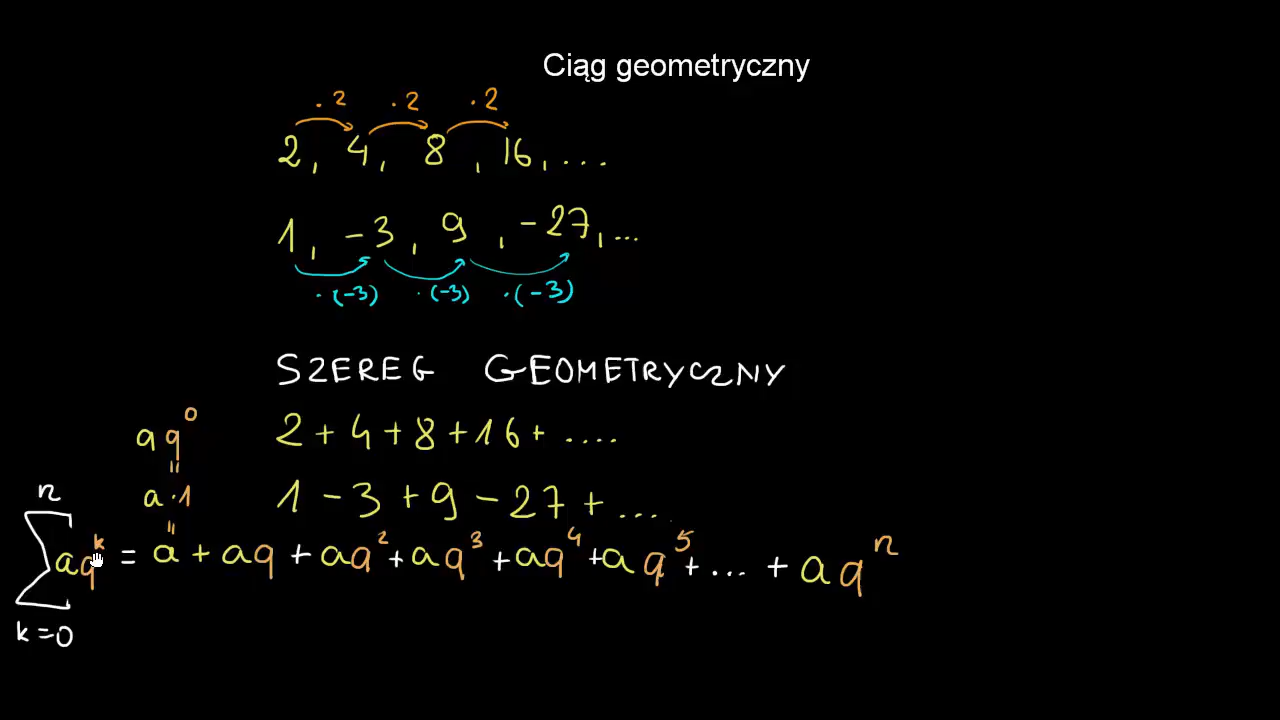 Ciąg geometryczny
· 2 · 2 · 2
2, 4, 8, 16, ...
1, -3, 9, -27, ...
· (-3) · (-3) · (-3)
SZEREG GEOMETRYCZNY
aq⁰
2 + 4 + 8 + 16 + ....
=
a · 1
1 - 3 + 9 - 27 + ...
=
n
∑ aqᵏ = a + aq + aq² + aq³ + aq⁴ + aq⁵ + ... + aqⁿ
k=0